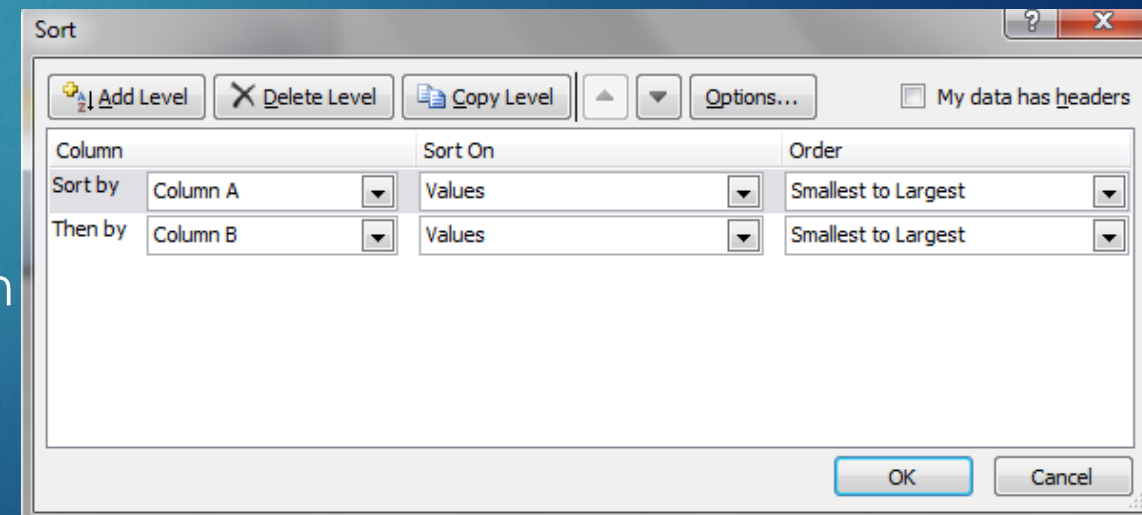 Sort
Add Level Delete Level Copy Level Options... My data has headers
Column Sort On Order
Sort by Column A Values Smallest to Largest
Then by Column B Values Smallest to Largest
n
OK Cancel